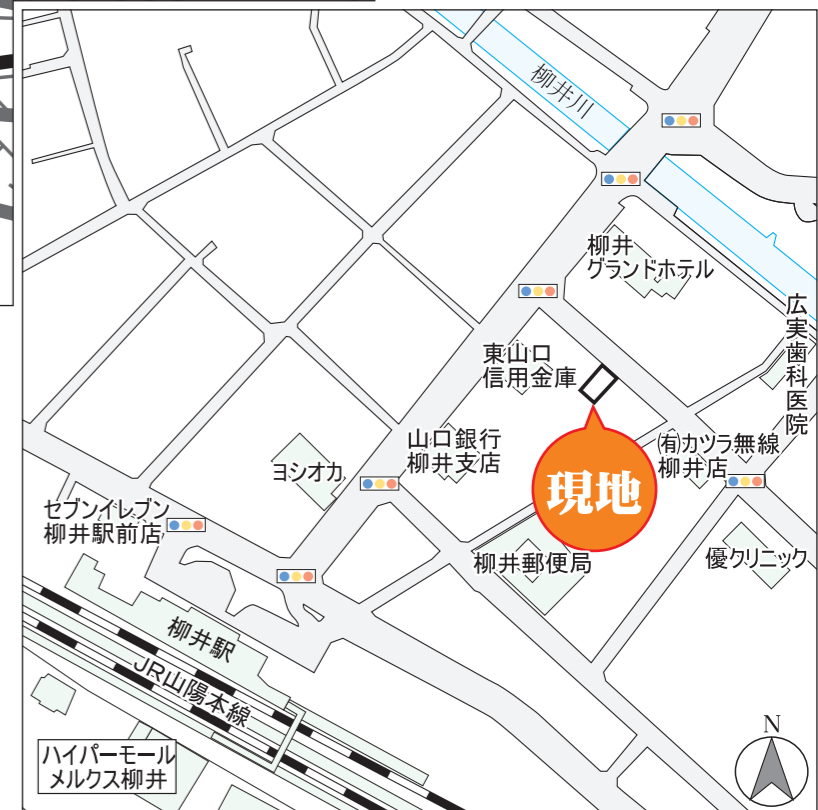 柳井川
柳井
グランドホテル
広実歯科医院
東山口
信用金庫
山口銀行
柳井支店
㈲カツラ無線
柳井店
ヨシオカ
現地
セブンイレブン
柳井駅前店
柳井郵便局
優クリニック
柳井駅
JR山陽本線
ハイパーモール
メルクス柳井
N